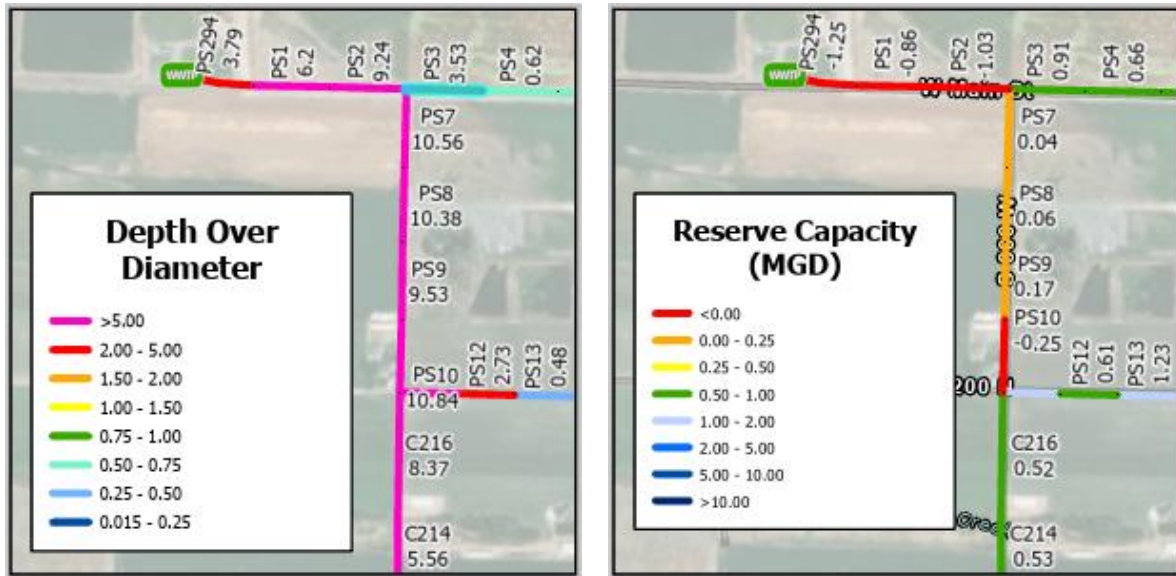 WWTP
PS294
3.79
PS1
6.2
PS2
9.24
PS3
3.53
PS4
0.62
PS7
10.56
PS8
10.38
PS9
9.53
PS10
10.84
PS12
2.73
PS13
0.48
C216
8.37
C214
5.56
Depth Over
Diameter
>5.00
2.00 - 5.00
1.50 - 2.00
1.00 - 1.50
0.75 - 1.00
0.50 - 0.75
0.25 - 0.50
0.015 - 0.25
WWTP
PS294
-1.25
PS1
-0.86
PS2
-1.03
PS3
0.91
PS4
0.66
W Main St
PS7
0.04
PS8
0.06
PS9
0.17
PS10
-0.25
PS12
0.61
PS13
1.23
C216
0.52
Creek
C214
0.53
Reserve Capacity
(MGD)
<0.00
0.00 - 0.25
0.25 - 0.50
0.50 - 1.00
1.00 - 2.00
2.00 - 5.00
5.00 - 10.00
>10.00